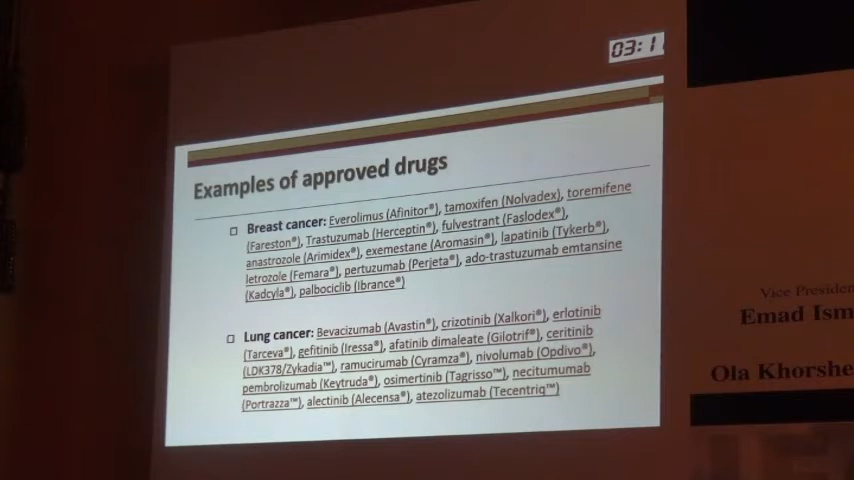 03:1
Examples of approved drugs
□ Breast cancer: Everolimus (Afinitor®), tamoxifen (Nolvadex), toremifene
(Fareston®), Trastuzumab (Herceptin®), fulvestrant (Faslodex®),
anastrozole (Arimidex®), exemestane (Aromasin®), lapatinib (Tykerb®),
letrozole (Femara®), pertuzumab (Perjeta®), ado-trastuzumab emtansine
(Kadcyla®), palbociclib (Ibrance®)
□ Lung cancer: Bevacizumab (Avastin®), crizotinib (Xalkori®), erlotinib
(Tarceva®), gefitinib (Iressa®), afatinib dimaleate (Gilotrif®), ceritinib
(LDK378/Zykadia™), ramucirumab (Cyramza®), nivolumab (Opdivo®),
pembrolizumab (Keytruda®), osimertinib (Tagrisso™), necitumumab
(Portrazza™), alectinib (Alecensa®), atezolizumab (Tecentriq™)
Vice Presiden
Emad Ism
Ola Khorshe